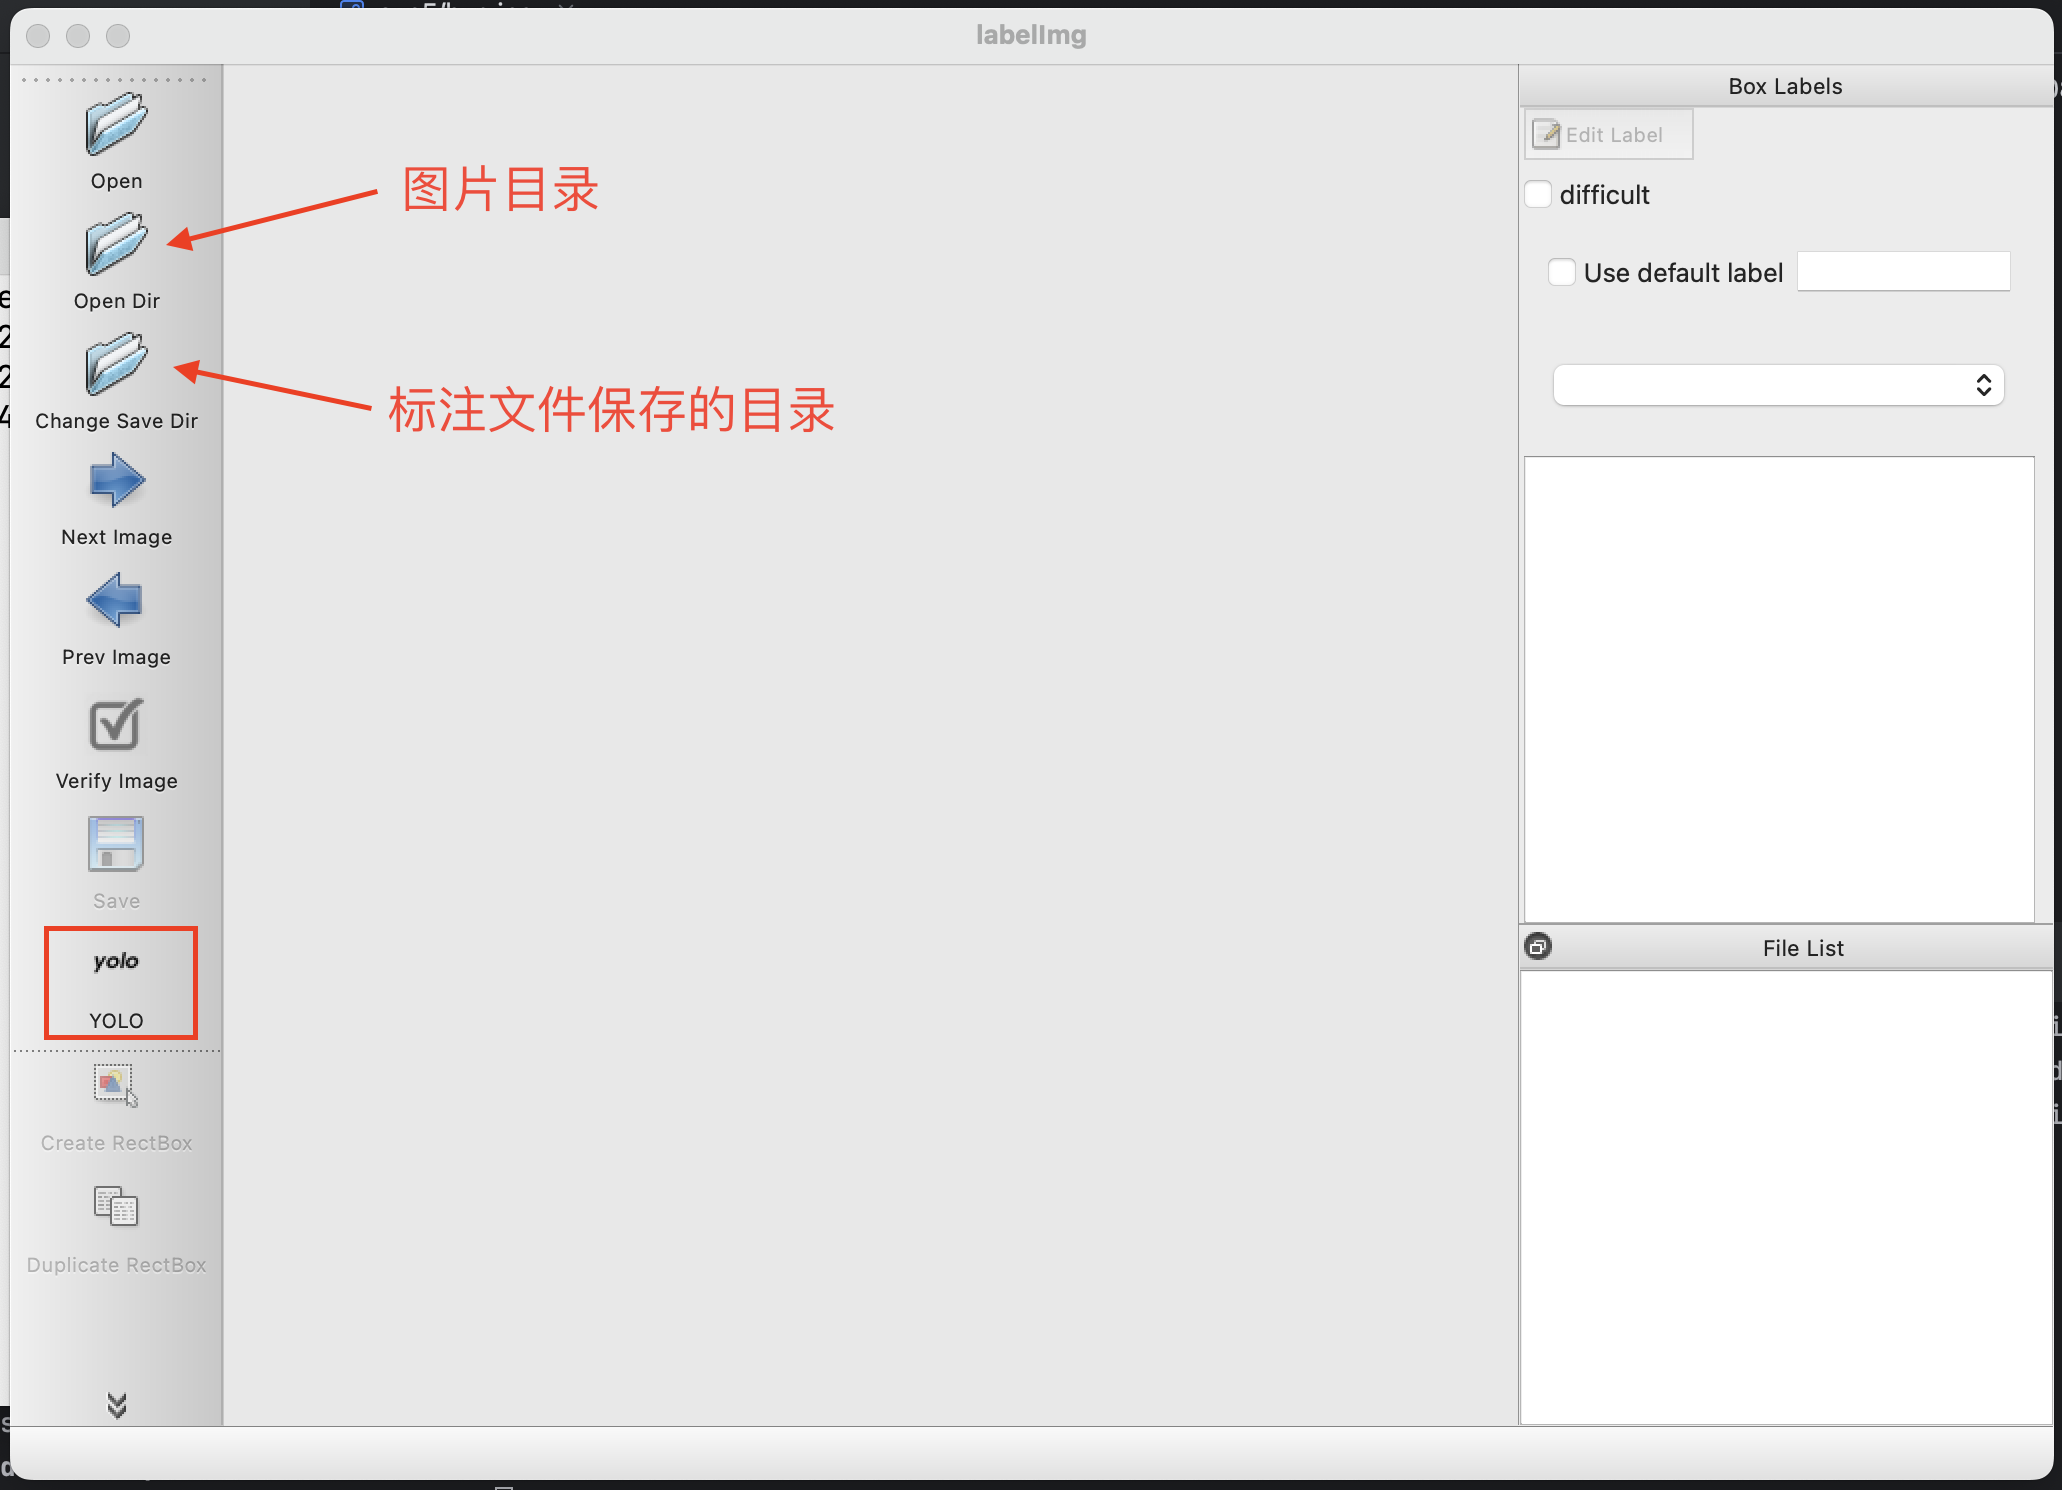 labelImg
Open
图片目录
Open Dir
Change Save Dir
标注文件保存的目录
Next Image
Prev Image
Verify Image
Save
yolo
YOLO
Create RectBox
Duplicate RectBox
Box Labels
Edit Label
difficult
Use default label
File List